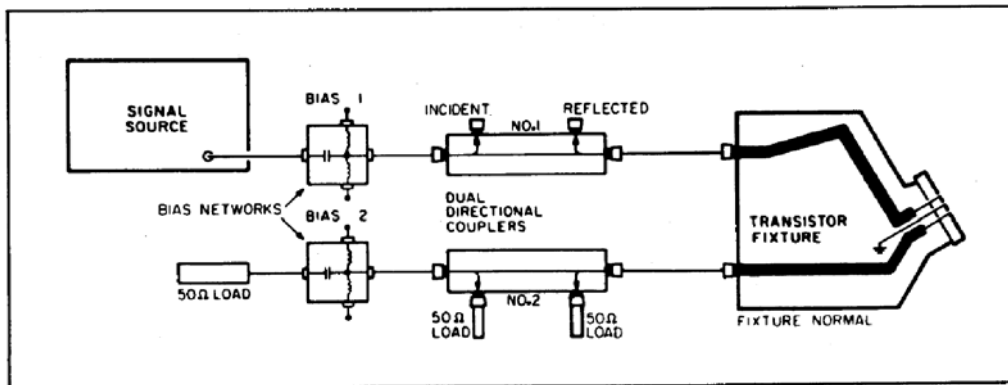 SIGNAL
SOURCE
BIAS 1
INCIDENT
REFLECTED
NO.1
BIAS NETWORKS
DUAL
DIRECTIONAL
COUPLERS
BIAS 2
TRANSISTOR
FIXTURE
50Ω LOAD
NO.2
50Ω
LOAD
50Ω
LOAD
FIXTURE NORMAL